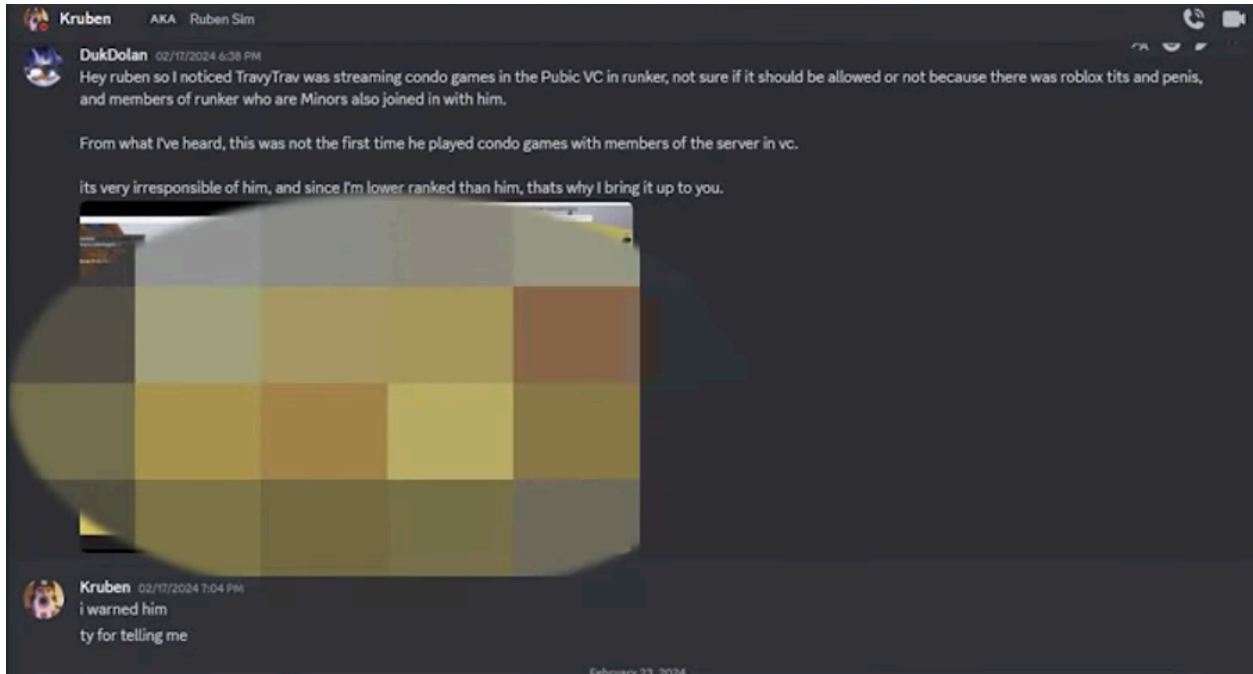 Kruben AKA Ruben Sim
DukDolan 02/17/2024 6:38 PM
Hey ruben so I noticed TravyTrav was streaming condo games in the Pubic VC in runker, not sure if it should be allowed or not because there was roblox tits and penis,
and members of runker who are Minors also joined in with him.
From what I've heard, this was not the first time he played condo games with members of the server in vc.
its very irresponsible of him, and since I'm lower ranked than him, thats why I bring it up to you.
Kruben 02/17/2024 7:04 PM
i warned him
ty for telling me
February 23, 2024